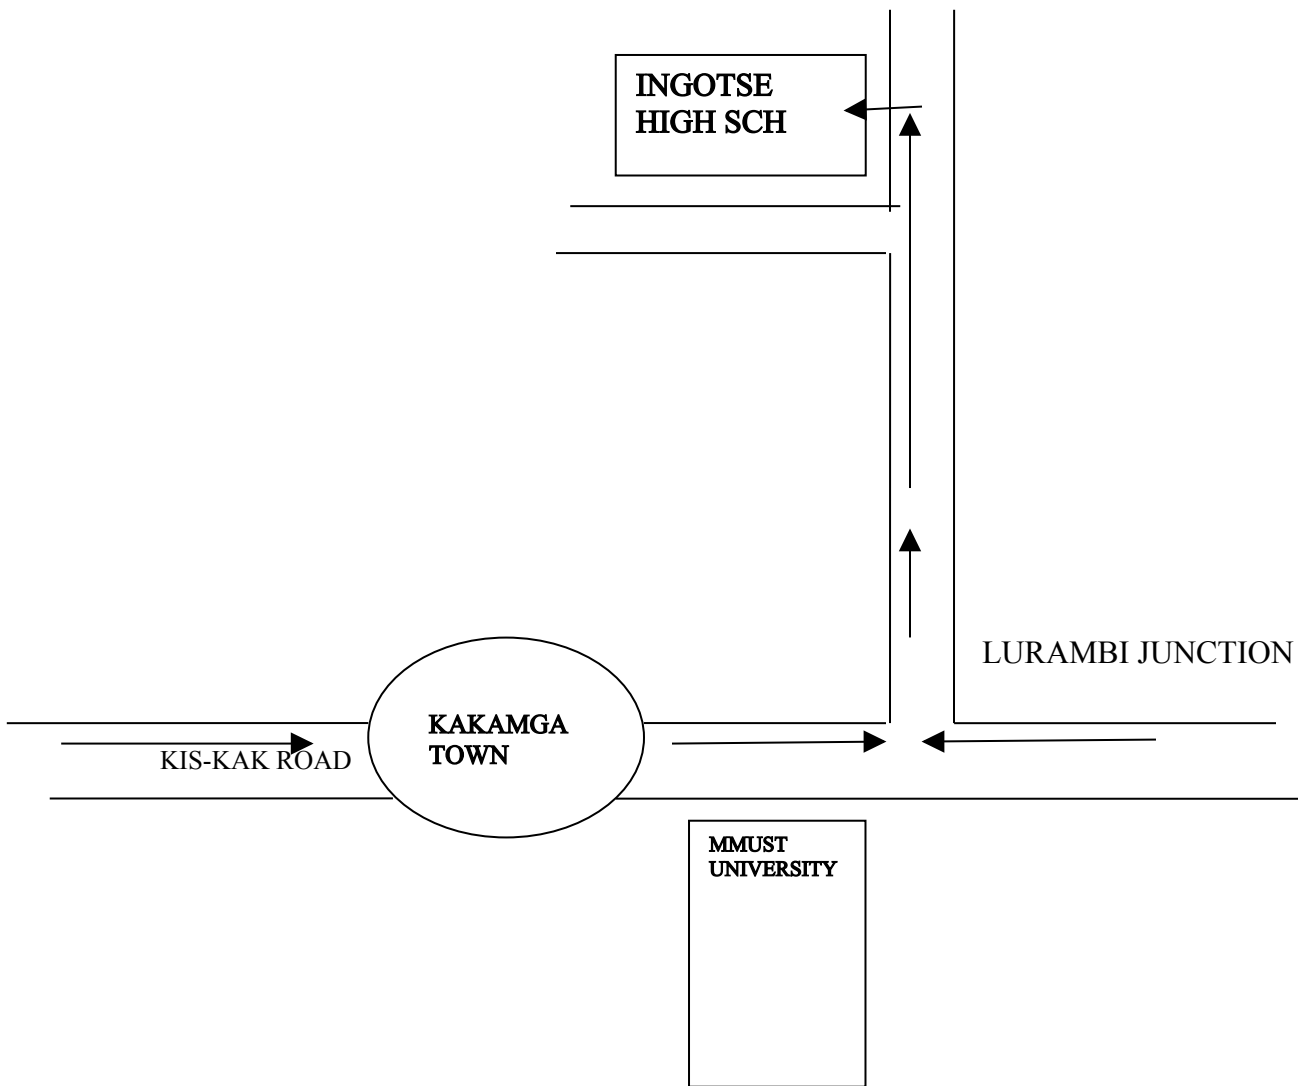 INGOTSE
HIGH SCH
LURAMBI JUNCTION
KAKAMGA
TOWN
KIS-KAK ROAD
MMUST
UNIVERSITY